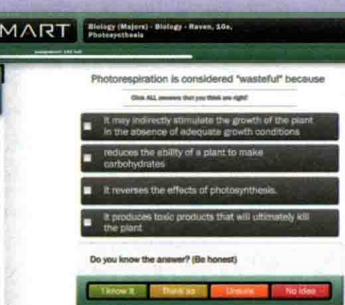 MART
Biology (Majors) - Biology - Raven, 10e,
Photosynthesis
Photorespiration is considered "wasteful" because
Click ALL answers that you think are right!
it may indirectly stimulate the growth of the plant
in the absence of adequate growth conditions
reduces the ability of a plant to make
carbohydrates
it reverses the effects of photosynthesis.
it produces toxic products that will ultimately kill
the plant
Do you know the answer? (Be honest)
I know it
Think so
Unsure
No idea